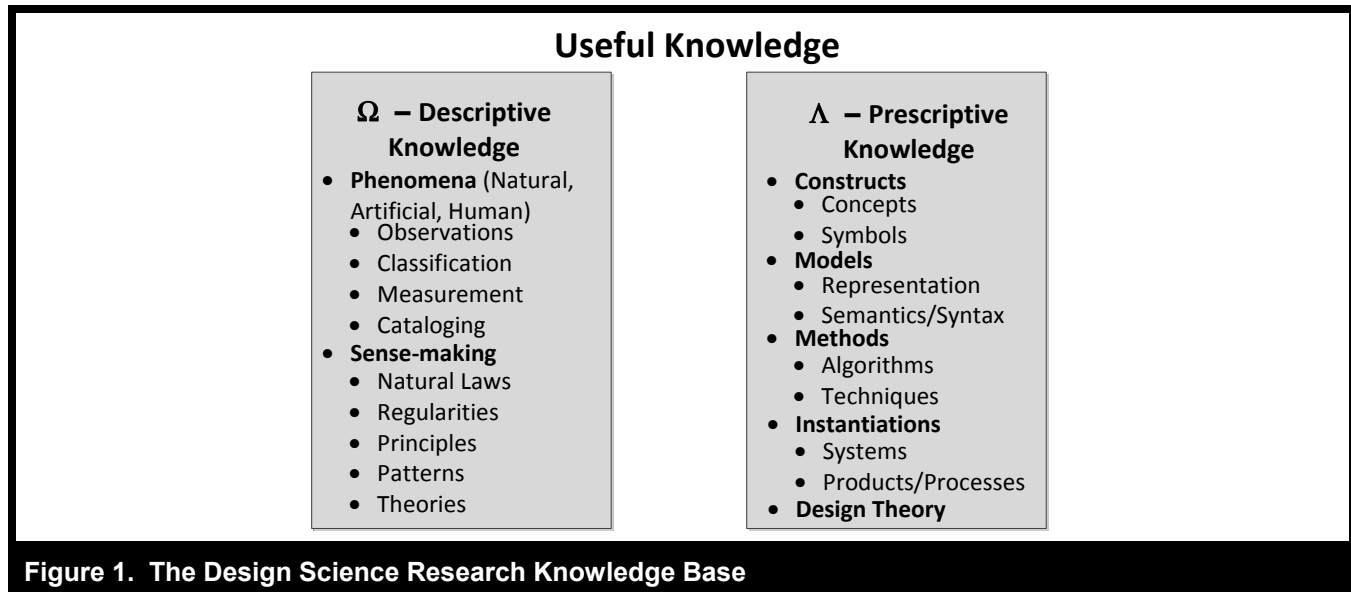 Useful Knowledge
Ω – Descriptive
Knowledge
• Phenomena (Natural,
Artificial, Human)
• Observations
• Classification
• Measurement
• Cataloging
• Sense-making
• Natural Laws
• Regularities
• Principles
• Patterns
• Theories
Λ – Prescriptive
Knowledge
• Constructs
• Concepts
• Symbols
• Models
• Representation
• Semantics/Syntax
• Methods
• Algorithms
• Techniques
• Instantiations
• Systems
• Products/Processes
• Design Theory
Figure 1. The Design Science Research Knowledge Base